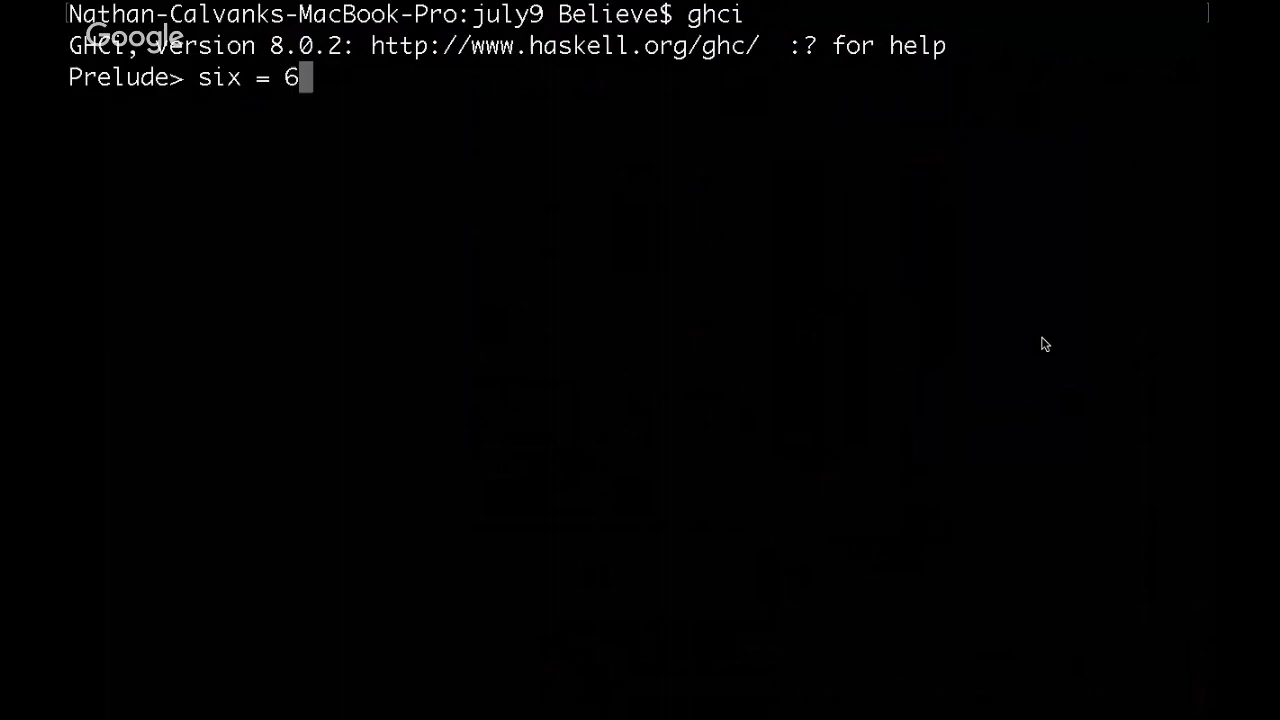 Nathan-Calvanks-MacBook-Pro:july9 Believe$ ghci
GHCi, version 8.0.2: http://www.haskell.org/ghc/  :? for help
Prelude> six = 6
Google